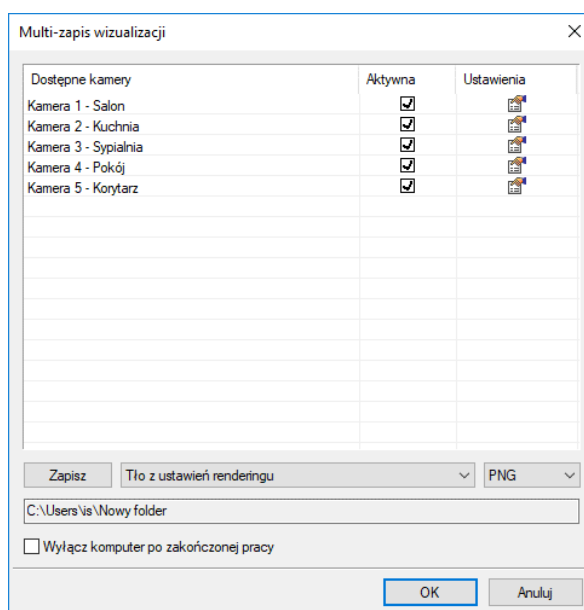 Multi-zapis wizualizacji
Dostępne kamery Aktywna Ustawienia
Kamera 1 - Salon
Kamera 2 - Kuchnia
Kamera 3 - Sypialnia
Kamera 4 - Pokój
Kamera 5 - Korytarz
Zapisz Tło z ustawień renderingu PNG
C:\Users\is\Nowy folder
Wyłącz komputer po zakończonej pracy
OK Anuluj